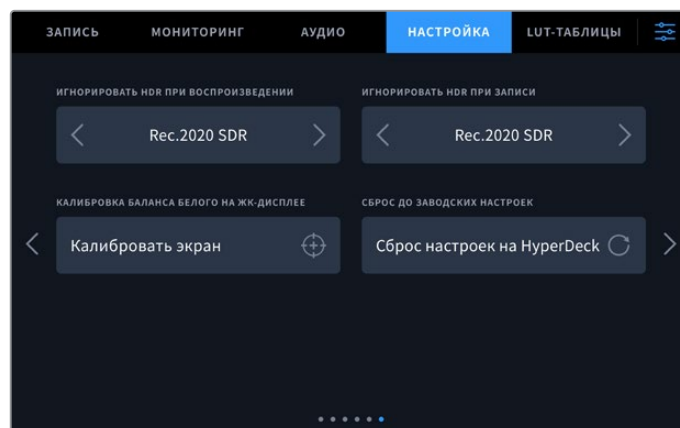 ЗАПИСЬ МОНИТОРИНГ АУДИО НАСТРОЙКА LUT-ТАБЛИЦЫ
ИГНОРИРОВАТЬ HDR ПРИ ВОСПРОИЗВЕДЕНИИ ИГНОРИРОВАТЬ HDR ПРИ ЗАПИСИ
Rec.2020 SDR Rec.2020 SDR
КАЛИБРОВКА БАЛАНСА БЕЛОГО НА ЖК-ДИСПЛЕЕ СБРОС ДО ЗАВОДСКИХ НАСТРОЕК
Калибровать экран Сброс настроек на HyperDeck